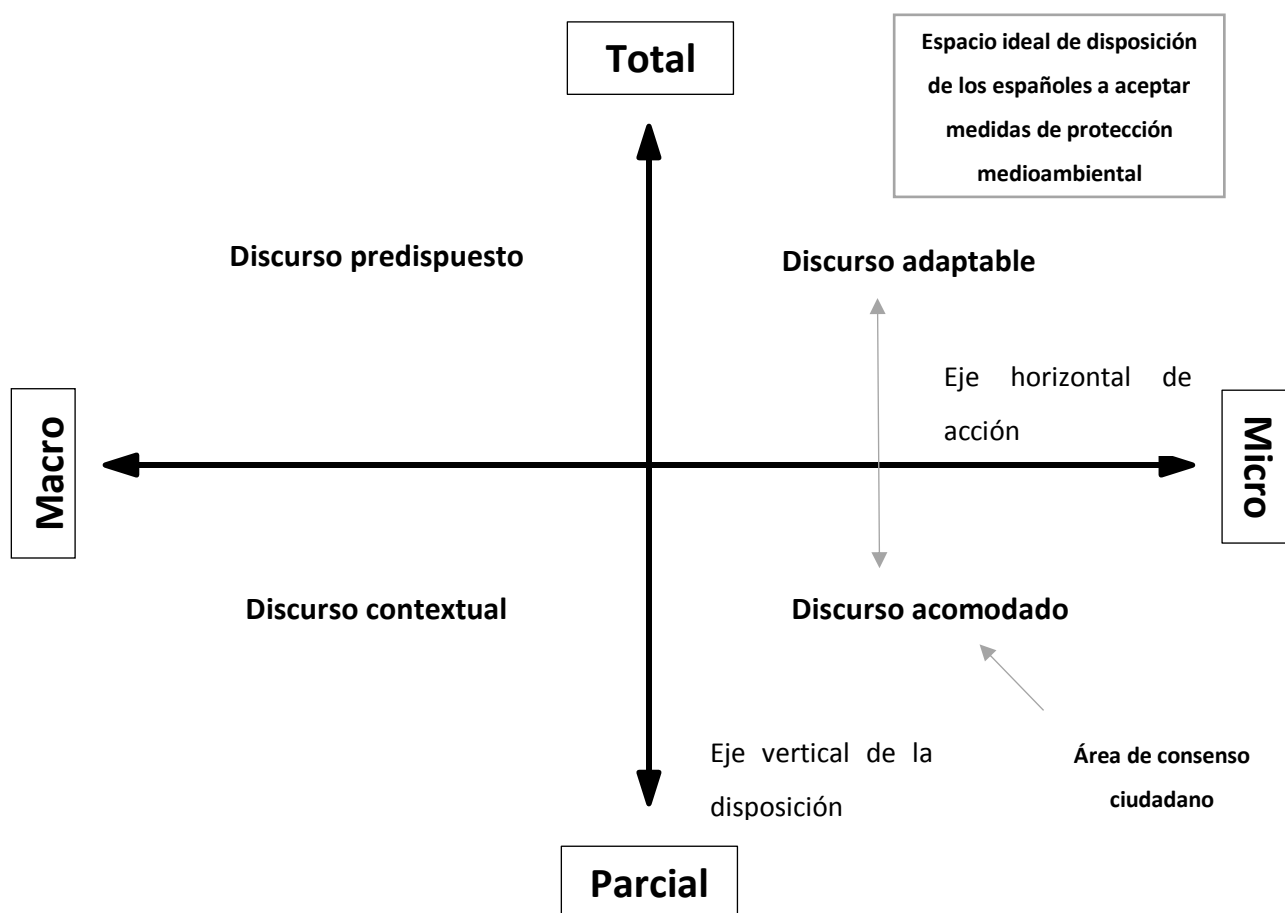 Total
Espacio ideal de disposición
de los españoles a aceptar
medidas de protección
medioambiental
Discurso predispuesto
Discurso adaptable
Eje horizontal de
acción
Macro
Micro
Discurso contextual
Discurso acomodado
Eje vertical de la
disposición
Área de consenso
ciudadano
Parcial